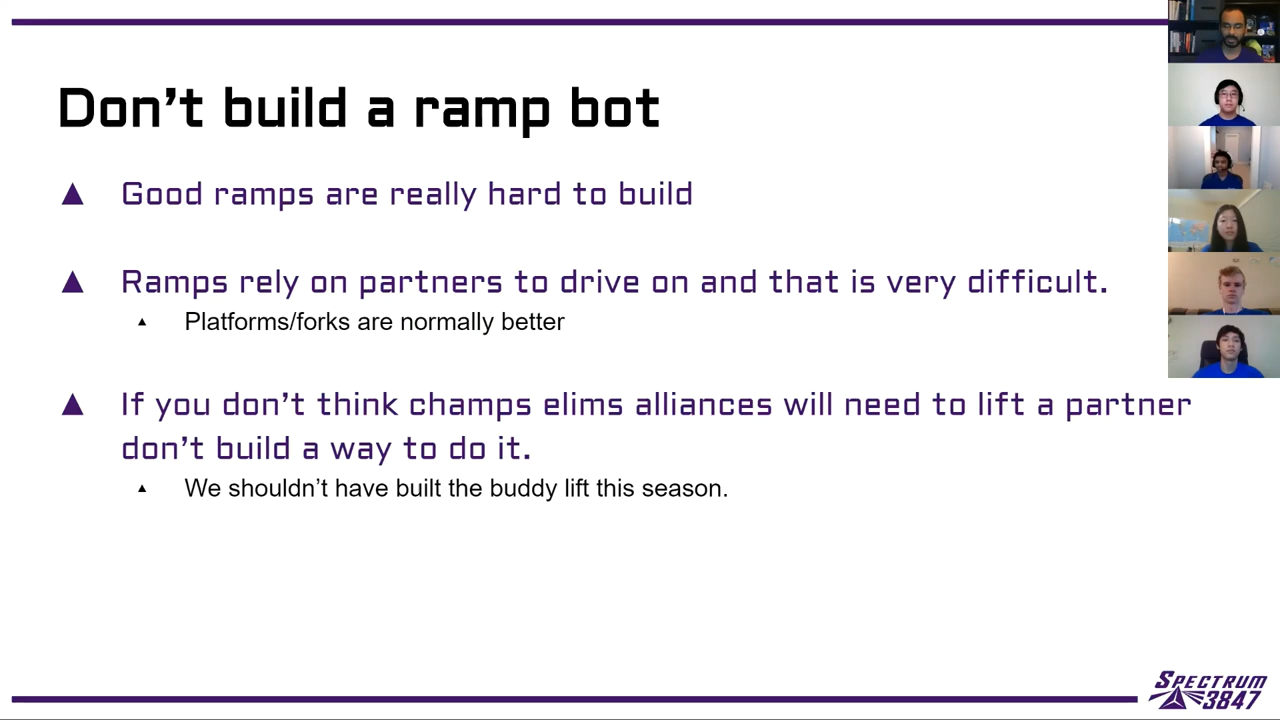 Don't build a ramp bot
Good ramps are really hard to build
Ramps rely on partners to drive on and that is very difficult.
Platforms/forks are normally better
If you don't think champs elims alliances will need to lift a partner
don't build a way to do it.
We shouldn't have built the buddy lift this season.
SPECTRUM
3847